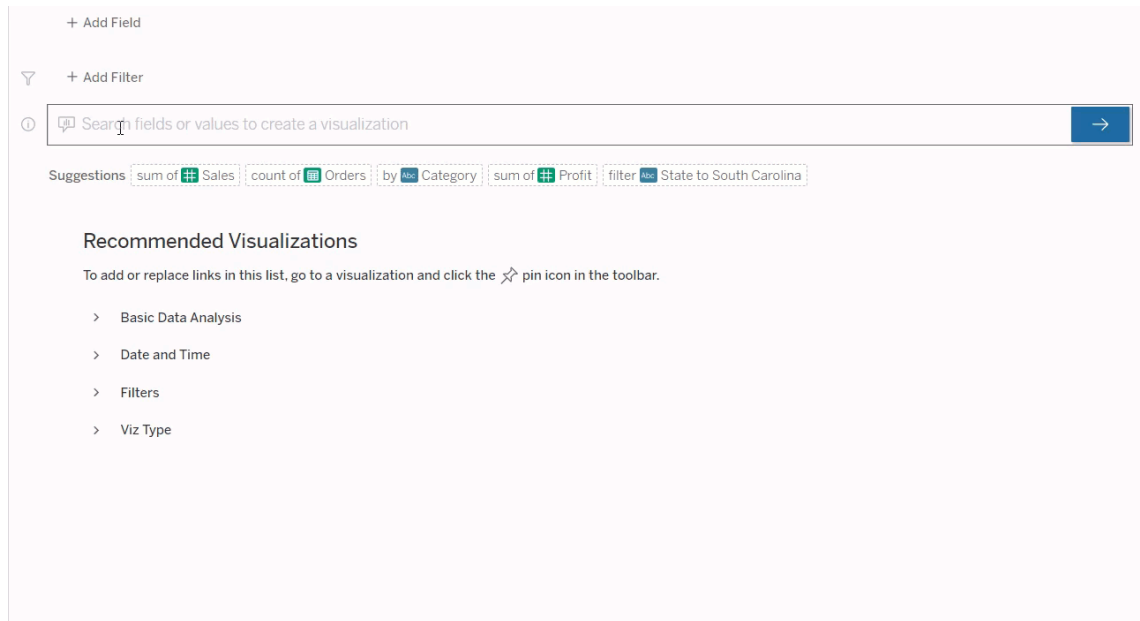 + Add Field
+ Add Filter
Search fields or values to create a visualization
Suggestions sum of Sales count of Orders by Abc Category sum of Profit filter Abc State to South Carolina
Recommended Visualizations
To add or replace links in this list, go to a visualization and click the pin icon in the toolbar.
Basic Data Analysis
Date and Time
Filters
Viz Type